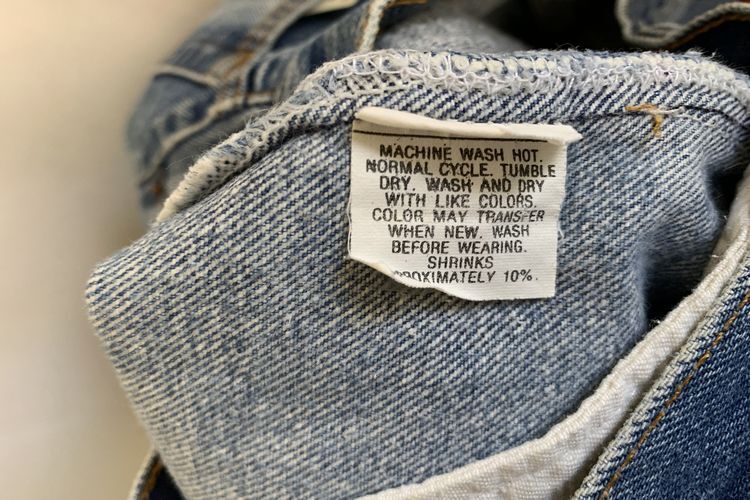 MACHINE WASH HOT.
NORMAL CYCLE. TUMBLE
DRY. WASH AND DRY
WITH LIKE COLORS.
COLOR MAY TRANSFER
WHEN NEW. WASH
BEFORE WEARING.
SHRINKS
10%.